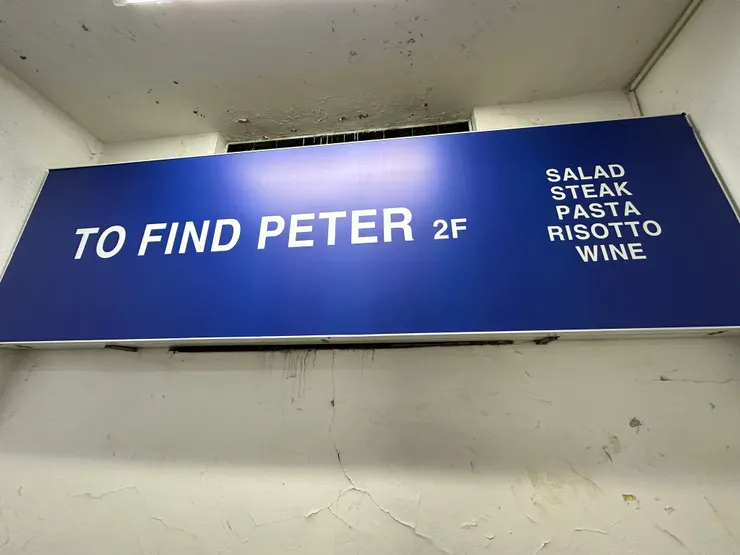 TO FIND PETER 2F
SALAD
STEAK
PASTA
RISOTTO
WINE